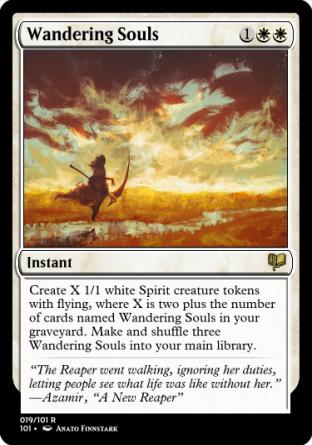 Wandering Souls 1
Instant
Create X 1/1 white Spirit creature tokens
with flying, where X is two plus the number
of cards named Wandering Souls in your
graveyard. Make and shuffle three
Wandering Souls into your main library.
“The Reaper went walking, ignoring her duties,
letting people see what life was like without her.”
—Azamir, “A New Reaper”
019/101 R
101 • Anato Finnstark